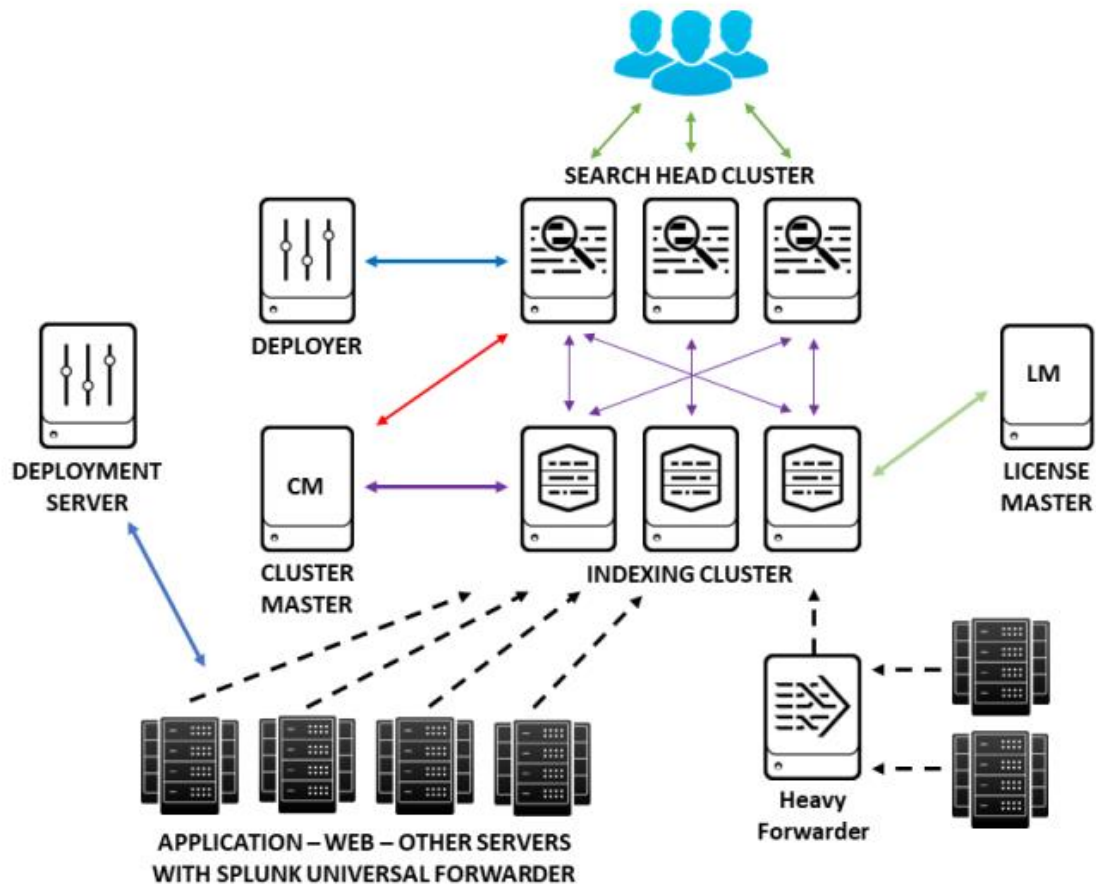 SEARCH HEAD CLUSTER
DEPLOYER
DEPLOYMENT
SERVER
LM
LICENSE
MASTER
CM
CLUSTER
MASTER
INDEXING CLUSTER
Heavy
Forwarder
APPLICATION – WEB – OTHER SERVERS
WITH SPLUNK UNIVERSAL FORWARDER